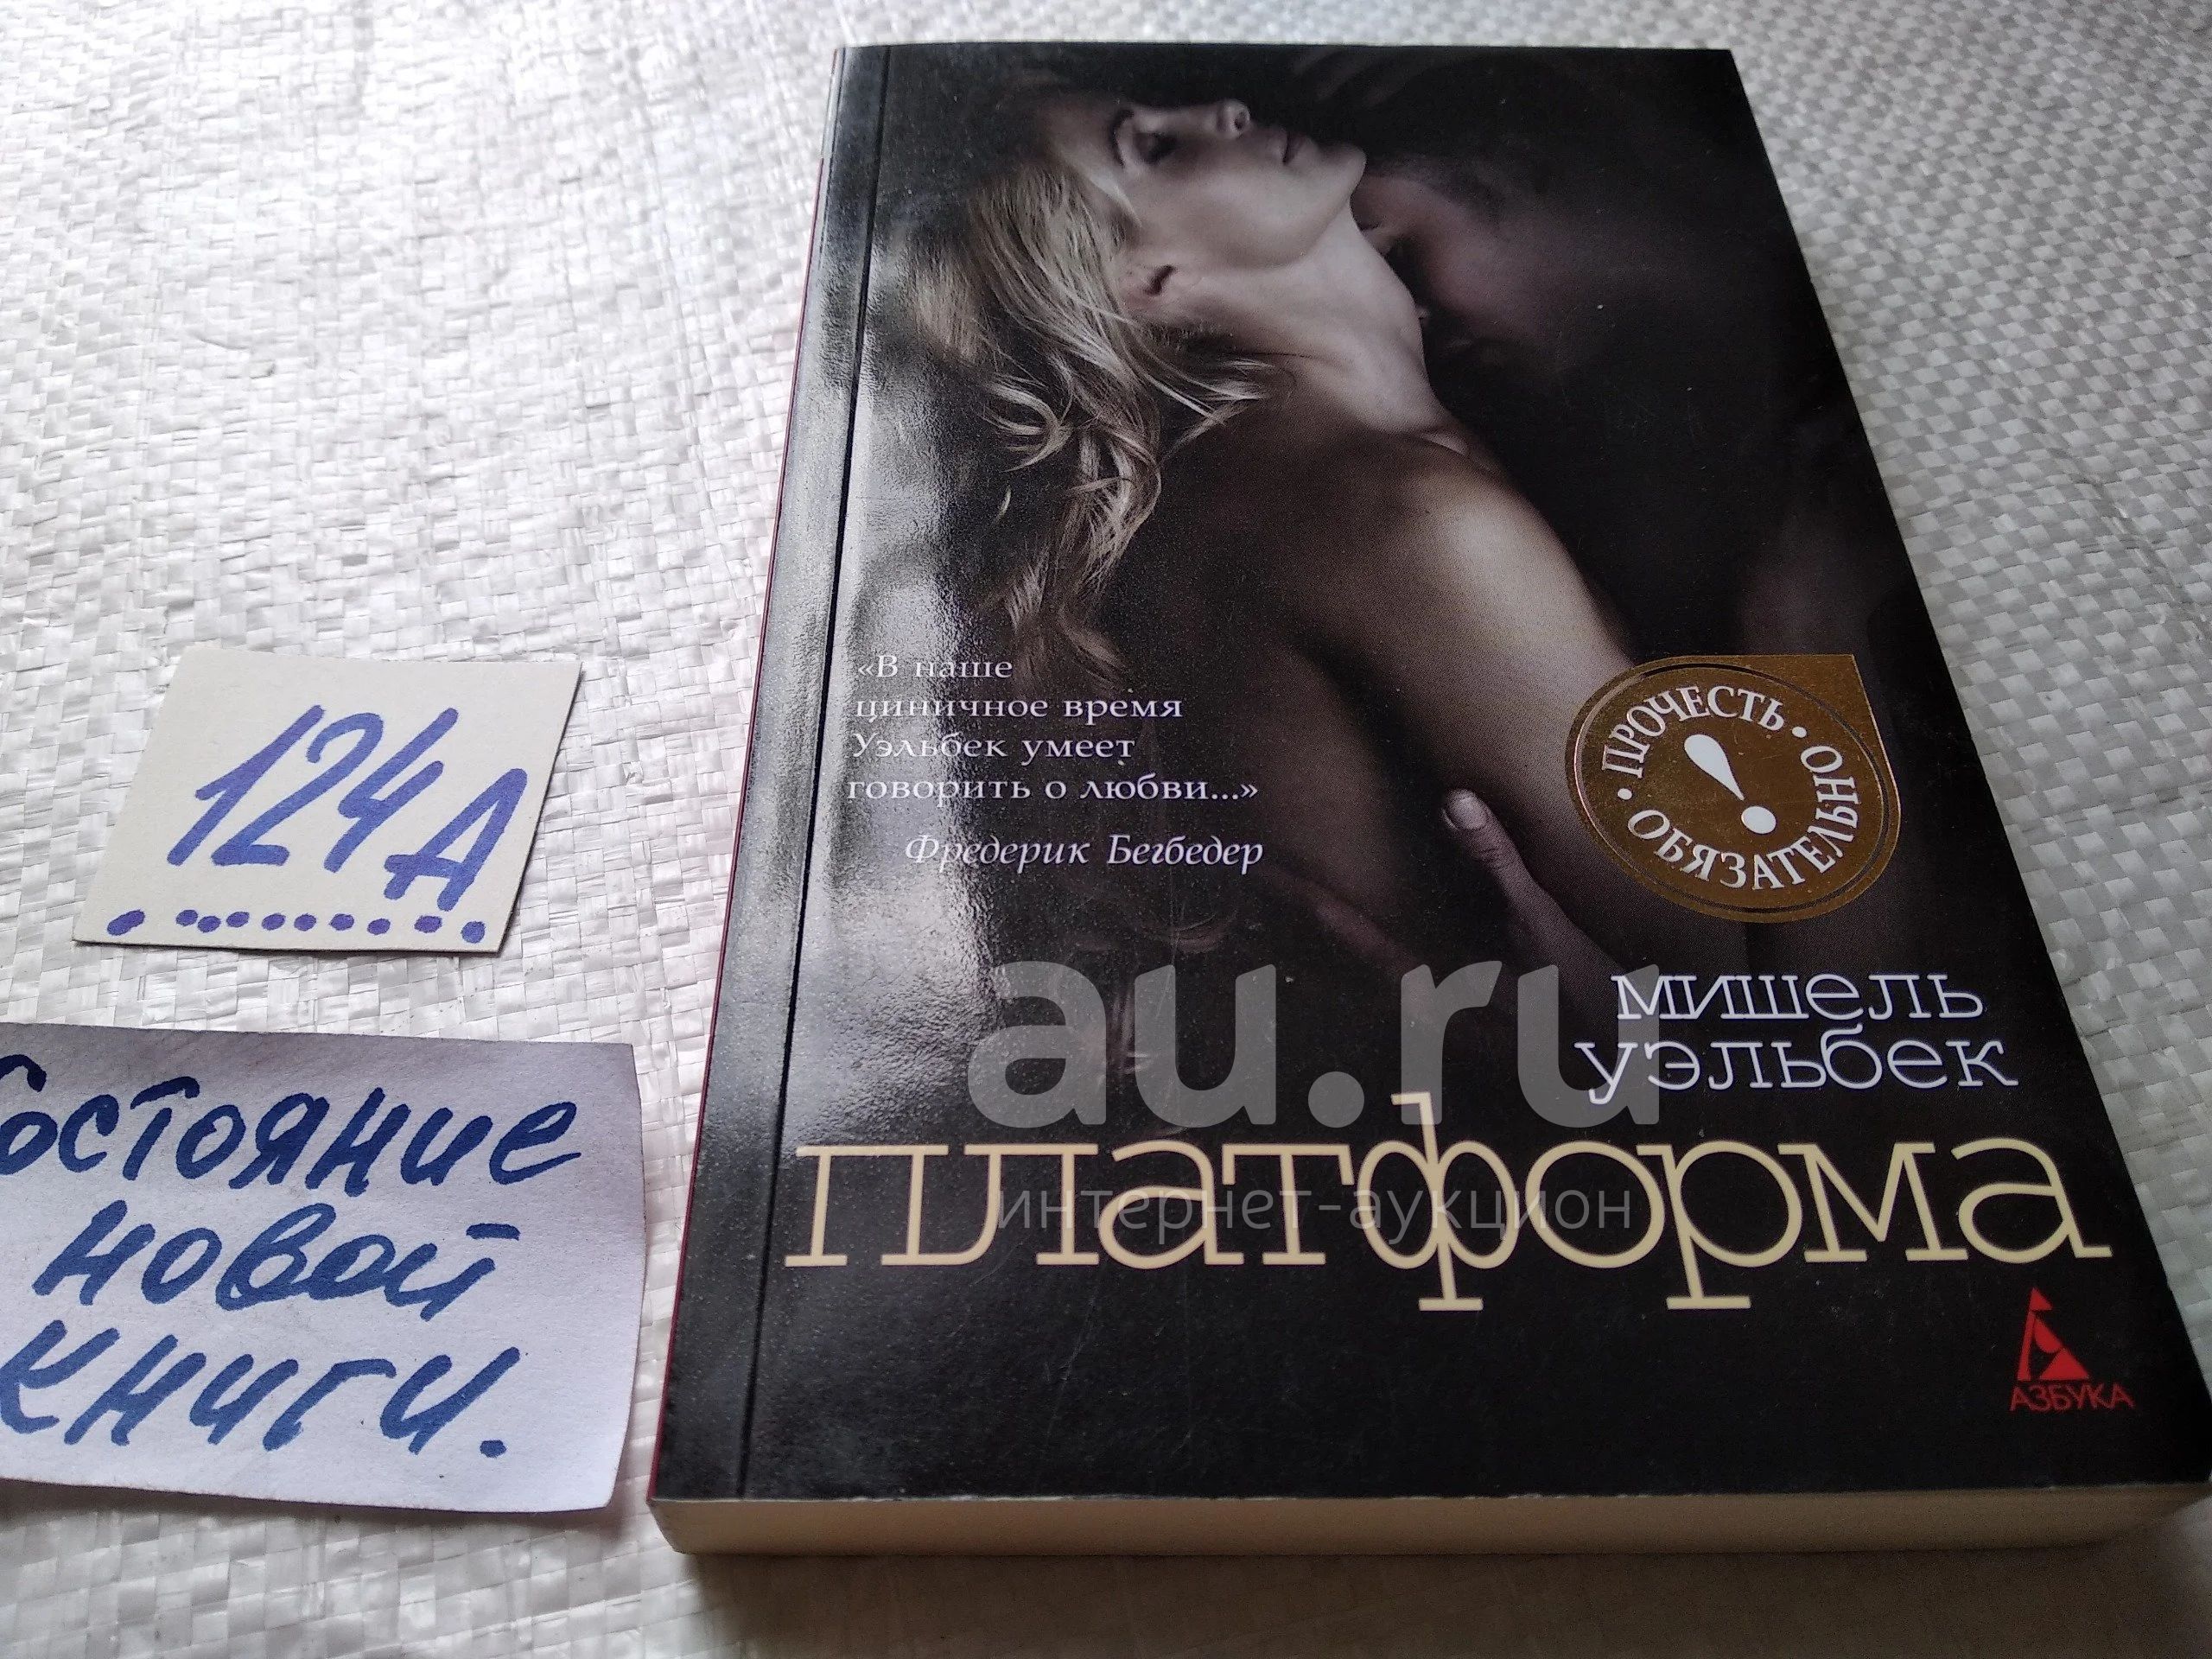 «В наше
циничное время
Уэльбек умеет
говорить о любви...»
Фредерик Бегбедер
ПРОЧЕСТЬ
ОБЯЗАТЕЛЬНО
!
124А
au.ru
мишель
уэльбек
платформа
интернет-аукцион
АЗБУКА
Состояние
новой
книги.